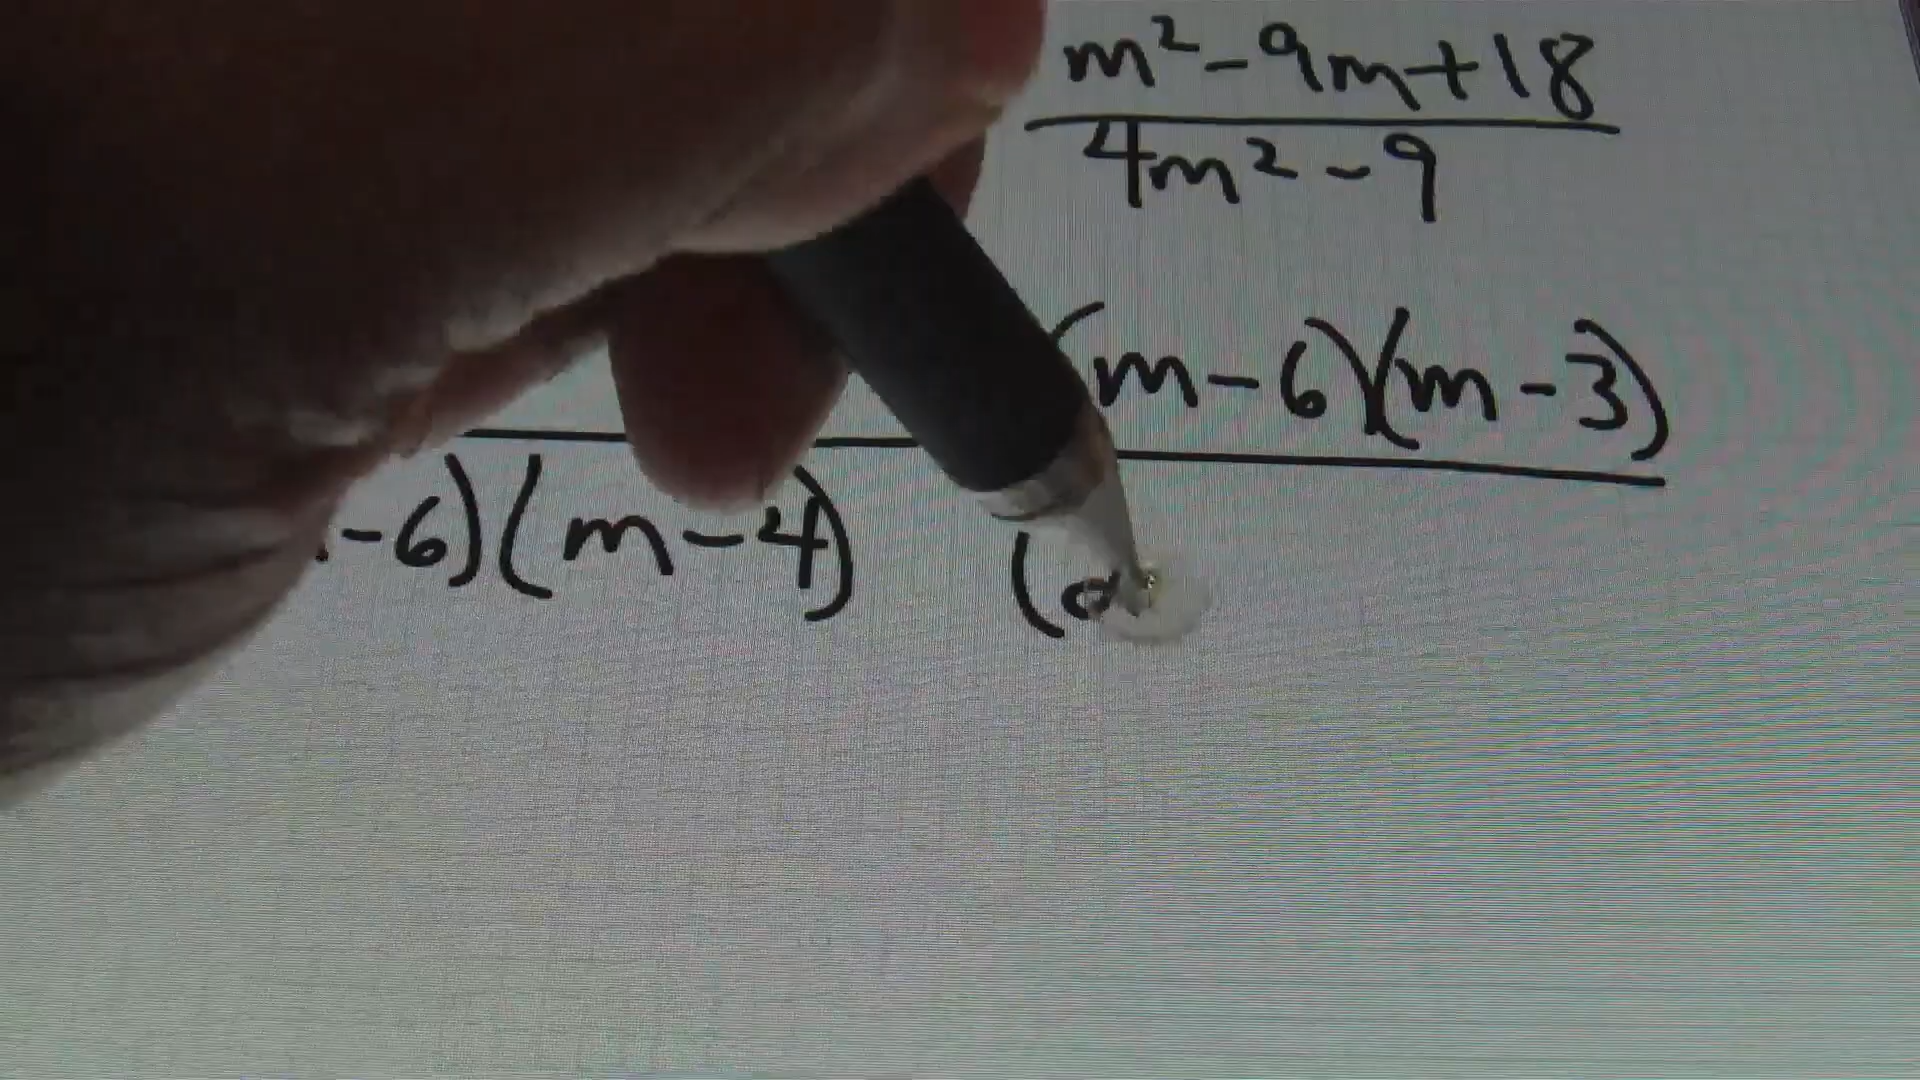 m² - 9m + 18
4m² - 9
(m - 6)(m - 3)
- 6)(m - 4) (